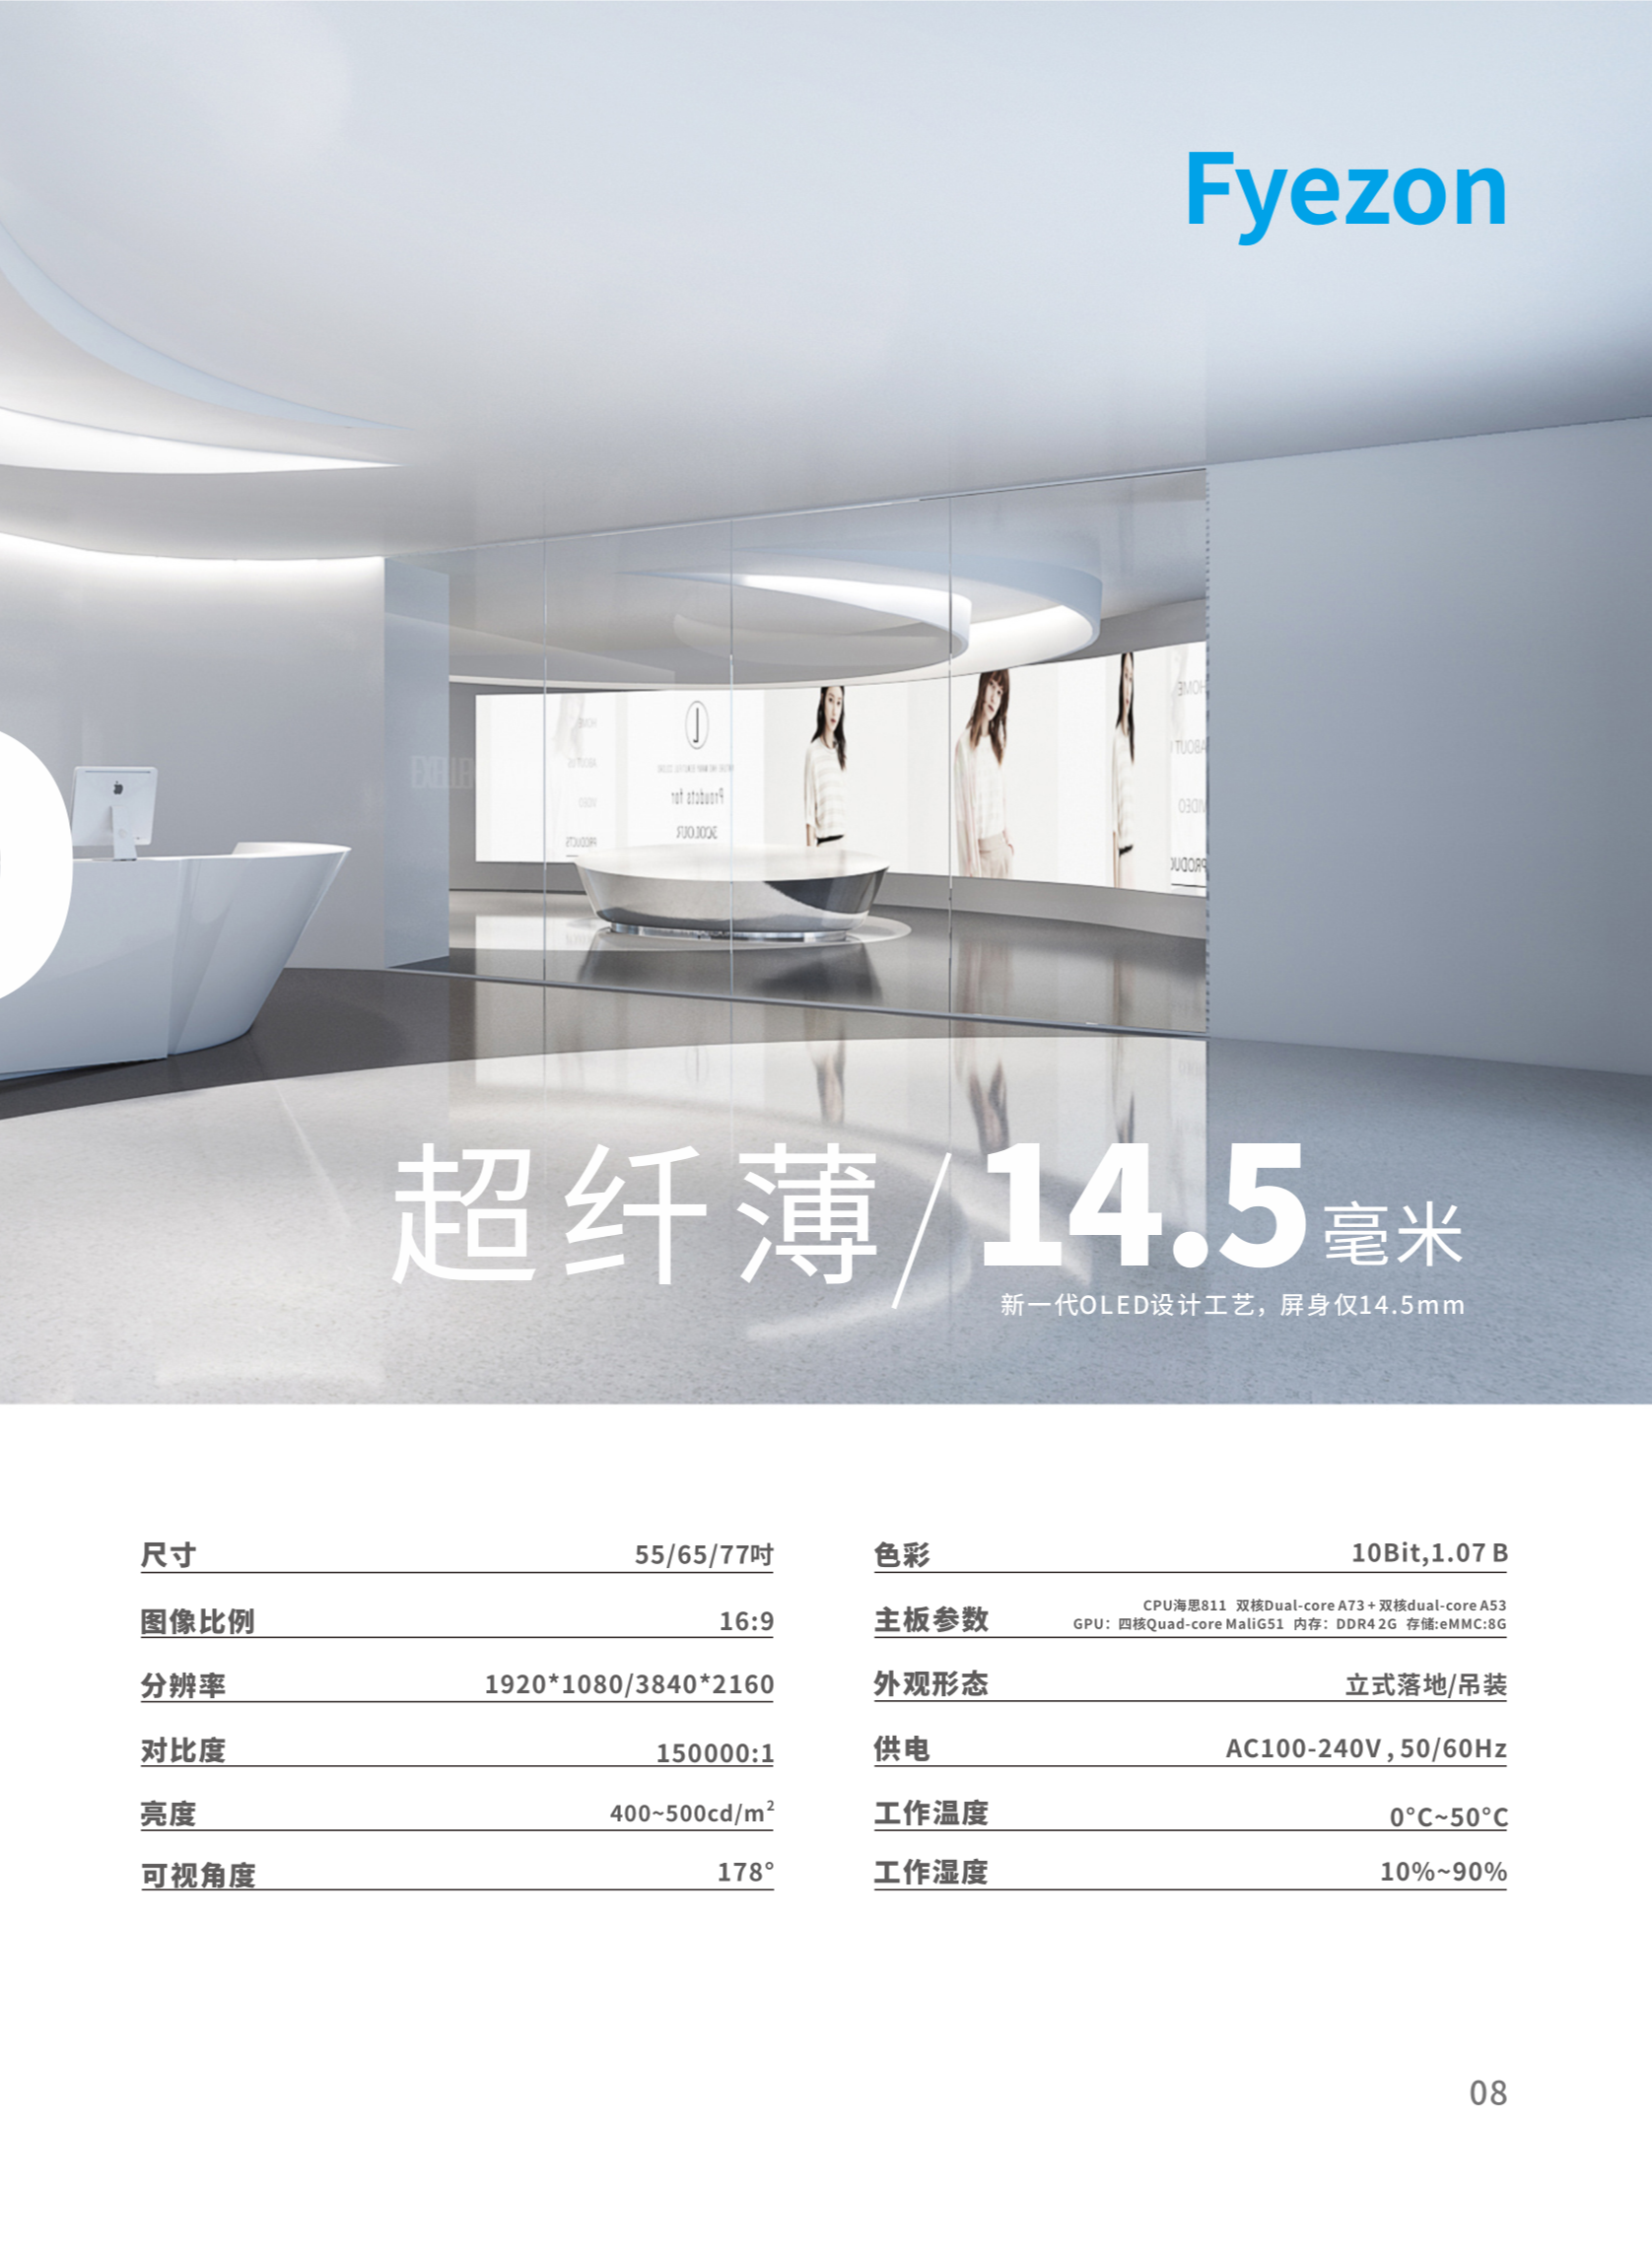 Fyezon
超纤薄/14.5毫米
新一代OLED设计工艺，屏身仅14.5mm
尺寸 55/65/77吋
图像比例 16:9
分辨率 1920*1080/3840*2160
对比度 150000:1
亮度 400~500cd/m²
可视角度 178°
色彩 10Bit,1.07 B
主板参数 CPU海思811 双核Dual-core A73 + 双核dual-core A53
GPU：四核Quad-core MaliG51 内存：DDR4 2G 存储:eMMC:8G
外观形态 立式落地/吊装
供电 AC100-240V , 50/60Hz
工作温度 0°C~50°C
工作湿度 10%~90%
08